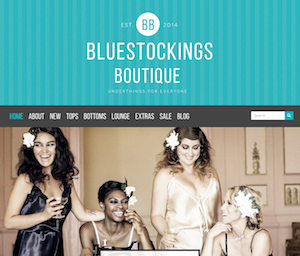 EST BB 2014
BLUESTOCKINGS
BOUTIQUE
UNDERTHINGS FOR EVERYONE
HOME ABOUT NEW TOPS BOTTOMS LOUNGE EXTRAS SALE BLOG Search